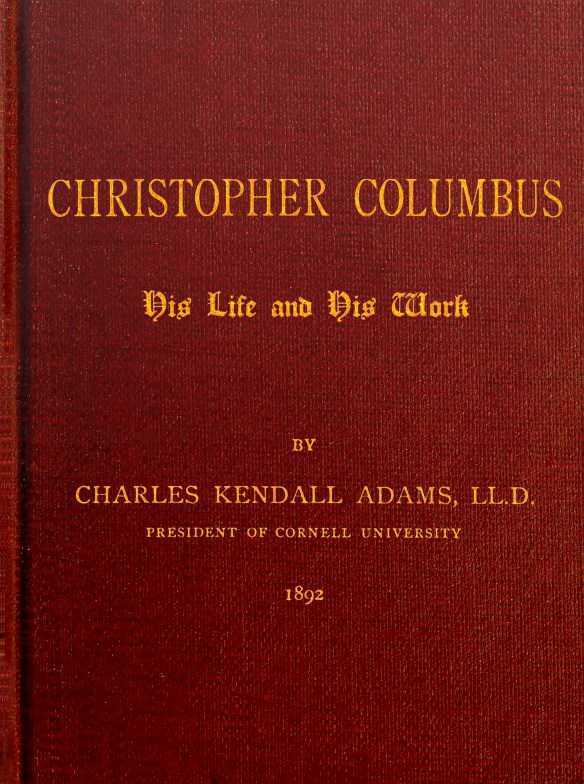 CHRISTOPHER COLUMBUS
His Life and His Work
BY
CHARLES KENDALL ADAMS, LL.D.
PRESIDENT OF CORNELL UNIVERSITY
1892